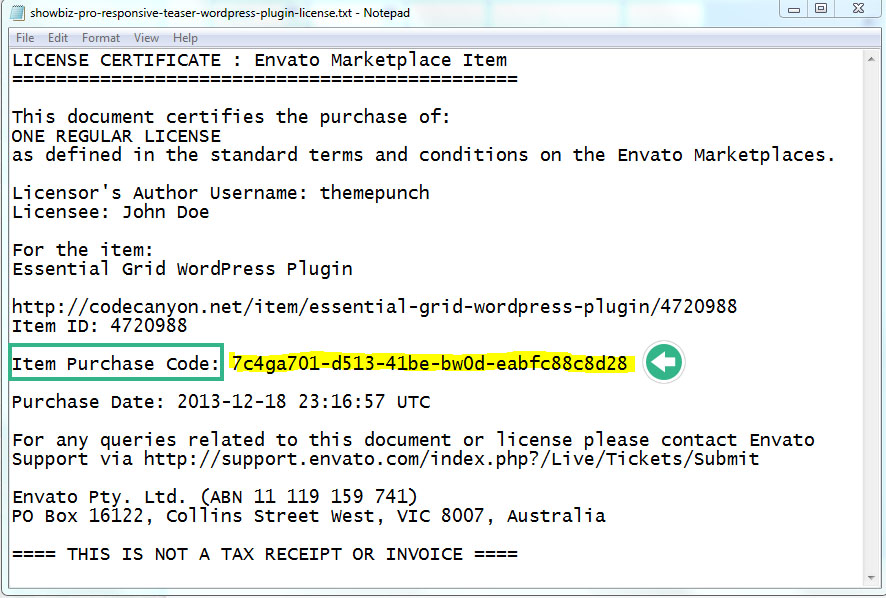 showbiz-pro-responsive-teaser-wordpress-plugin-license.txt - Notepad
File Edit Format View Help
LICENSE CERTIFICATE : Envato Marketplace Item
==============================================
This document certifies the purchase of:
ONE REGULAR LICENSE
as defined in the standard terms and conditions on the Envato Marketplaces.
Licensor's Author Username: themepunch
Licensee: John Doe
For the item:
Essential Grid WordPress Plugin
http://codecanyon.net/item/essential-grid-wordpress-plugin/4720988
Item ID: 4720988
Item Purchase Code: 7c4ga701-d513-41be-bw0d-eabfc88c8d28
Purchase Date: 2013-12-18 23:16:57 UTC
For any queries related to this document or license please contact Envato
Support via http://support.envato.com/index.php?/Live/Tickets/Submit
Envato Pty. Ltd. (ABN 11 119 159 741)
PO Box 16122, Collins Street West, VIC 8007, Australia
==== THIS IS NOT A TAX RECEIPT OR INVOICE ====